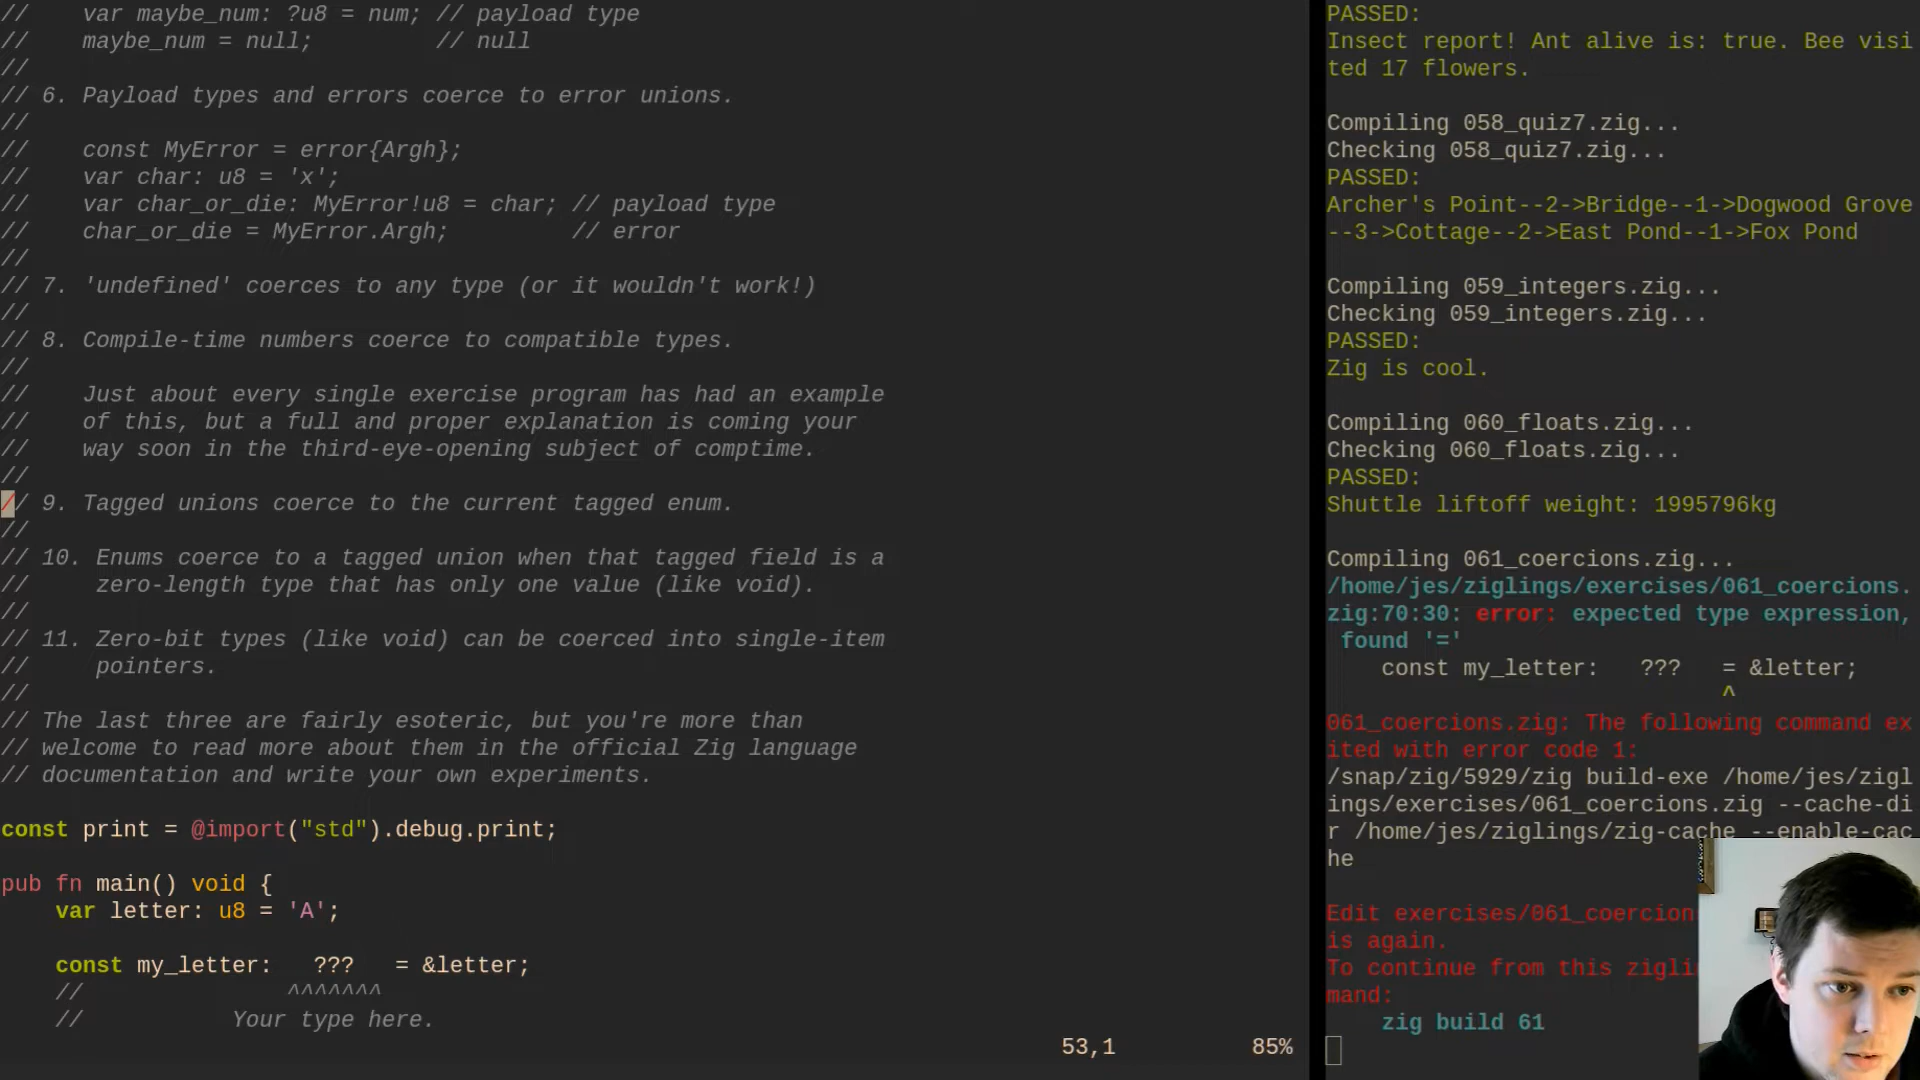 //    var maybe_num: ?u8 = num; // payload type
//    maybe_num = null;         // null
//
// 6. Payload types and errors coerce to error unions.
//
//    const MyError = error{Argh};
//    var char: u8 = 'x';
//    var char_or_die: MyError!u8 = char; // payload type
//    char_or_die = MyError.Argh;         // error
//
// 7. 'undefined' coerces to any type (or it wouldn't work!)
//
// 8. Compile-time numbers coerce to compatible types.
//
//    Just about every single exercise program has had an example
//    of this, but a full and proper explanation is coming your
//    way soon in the third-eye-opening subject of comptime.
//
// 9. Tagged unions coerce to the current tagged enum.
//
// 10. Enums coerce to a tagged union when that tagged field is a
//     zero-length type that has only one value (like void).
//
// 11. Zero-bit types (like void) can be coerced into single-item
//     pointers.
//
// The last three are fairly esoteric, but you're more than
// welcome to read more about them in the official Zig language
// documentation and write your own experiments.

const print = @import("std").debug.print;

pub fn main() void {
    var letter: u8 = 'A';

    const my_letter:   ???   = &letter;
    //               ^^^^^^^
    //           Your type here.
53,1          85%
PASSED:
Insect report! Ant alive is: true. Bee visi
ted 17 flowers.

Compiling 058_quiz7.zig...
Checking 058_quiz7.zig...
PASSED:
Archer's Point--2->Bridge--1->Dogwood Grove
--3->Cottage--2->East Pond--1->Fox Pond

Compiling 059_integers.zig...
Checking 059_integers.zig...
PASSED:
Zig is cool.

Compiling 060_floats.zig...
Checking 060_floats.zig...
PASSED:
Shuttle liftoff weight: 1995796kg

Compiling 061_coercions.zig...
/home/jes/ziglings/exercises/061_coercions.
zig:70:30: error: expected type expression,
 found '='
    const my_letter:   ???   = &letter;
                             ^
061_coercions.zig: The following command ex
ited with error code 1:
/snap/zig/5929/zig build-exe /home/jes/zigl
ings/exercises/061_coercions.zig --cache-di
r /home/jes/ziglings/zig-cache --enable-cac
he

Edit exercises/061_coercion
is again.
To continue from this zigli
mand:
    zig build 61